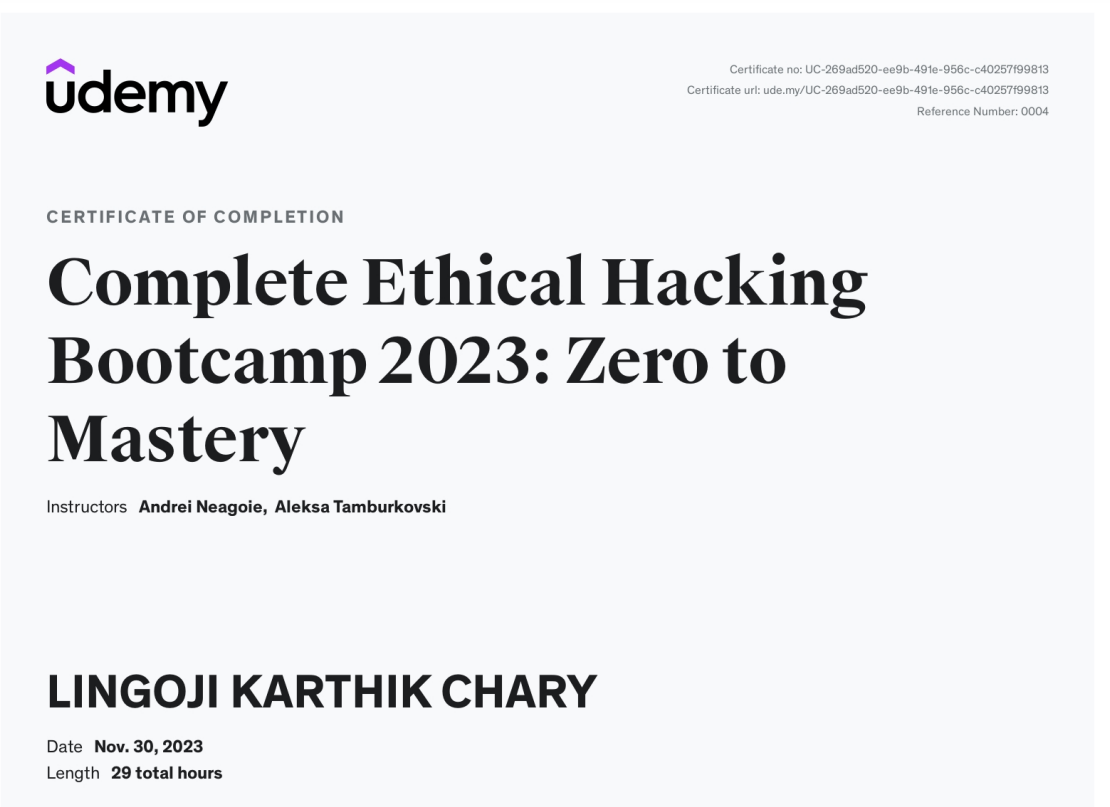 udemy
Certificate no: UC-269ad520-ee9b-491e-956c-c40257f99813
Certificate url: ude.my/UC-269ad520-ee9b-491e-956c-c40257f99813
Reference Number: 0004
CERTIFICATE OF COMPLETION
Complete Ethical Hacking
Bootcamp 2023: Zero to
Mastery
Instructors Andrei Neagoie, Aleksa Tamburkovski
LINGOJI KARTHIK CHARY
Date Nov. 30, 2023
Length 29 total hours